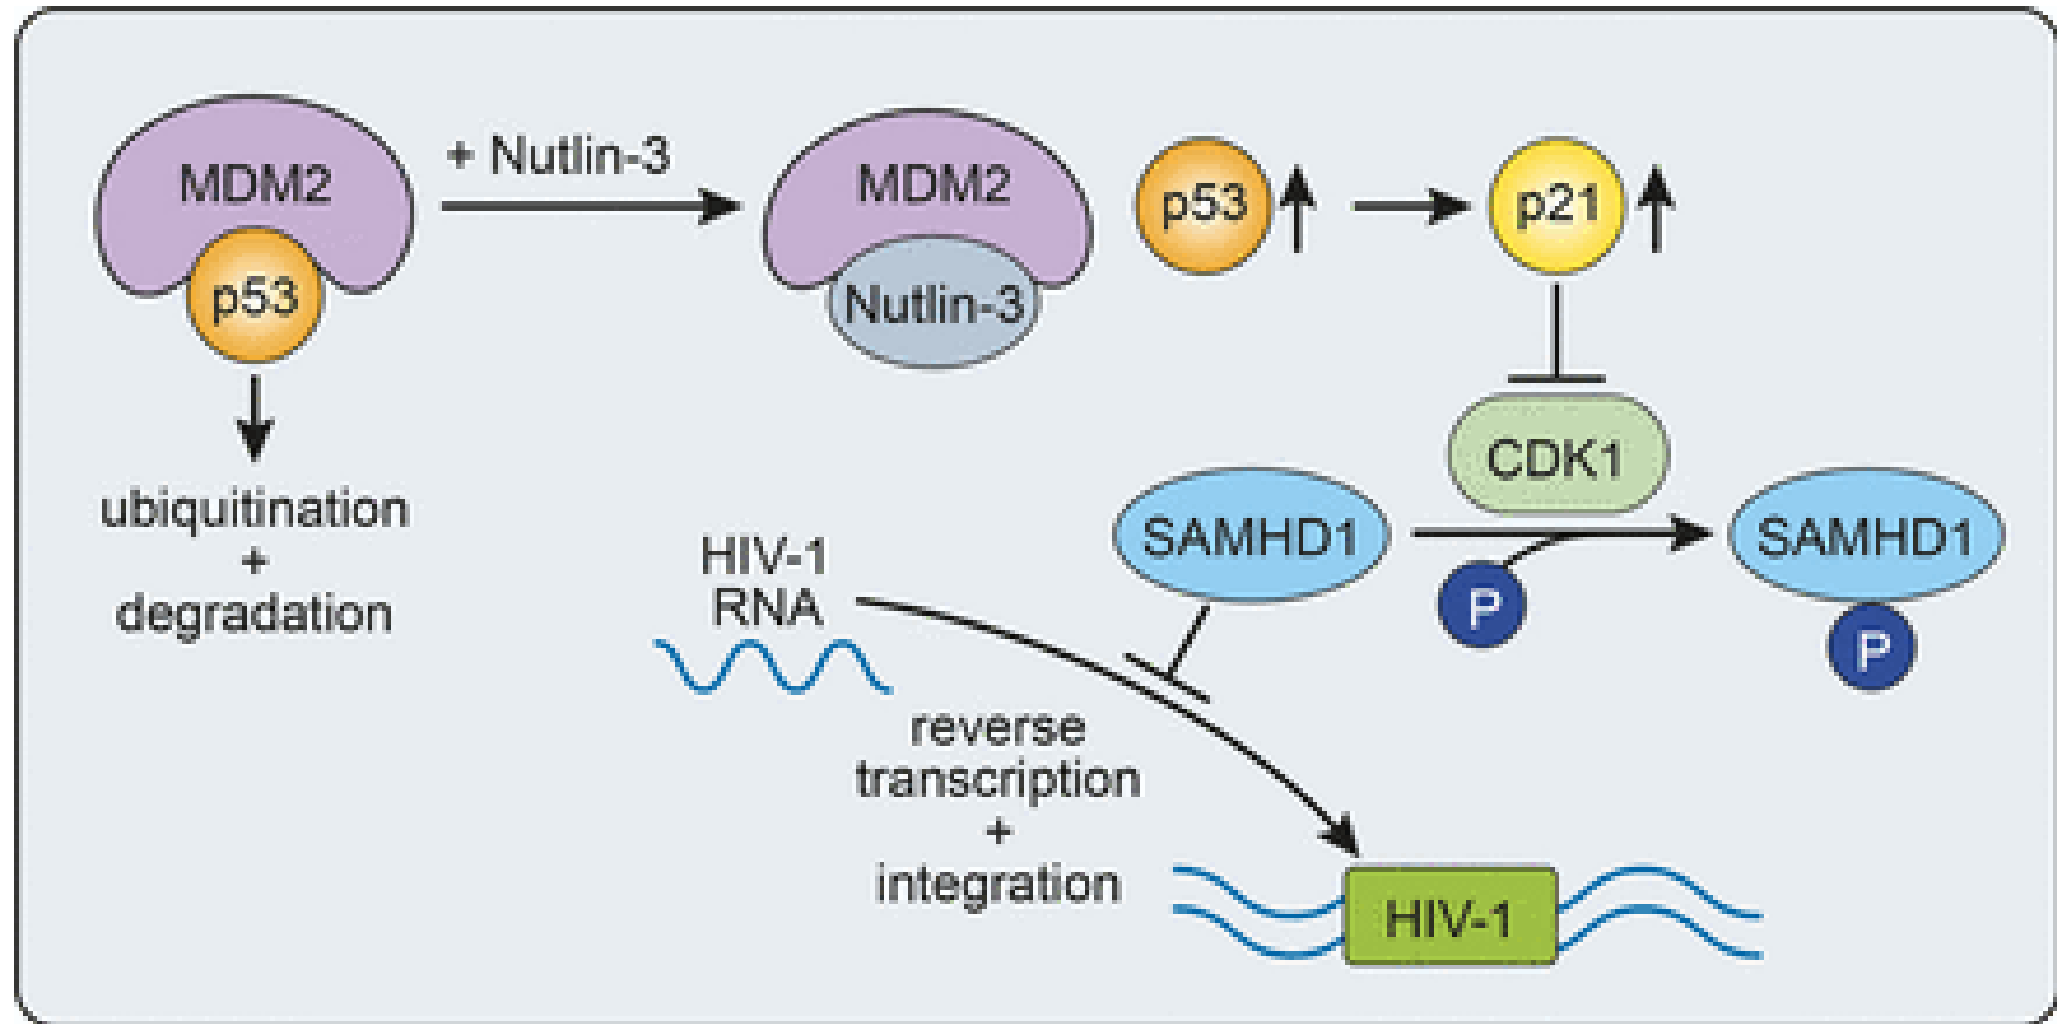 MDM2
p53
ubiquitination
+
degradation
+ Nutlin-3
MDM2
Nutlin-3
p53
p21
CDK1
SAMHD1
P
SAMHD1
P
HIV-1
RNA
reverse
transcription
+
integration
HIV-1